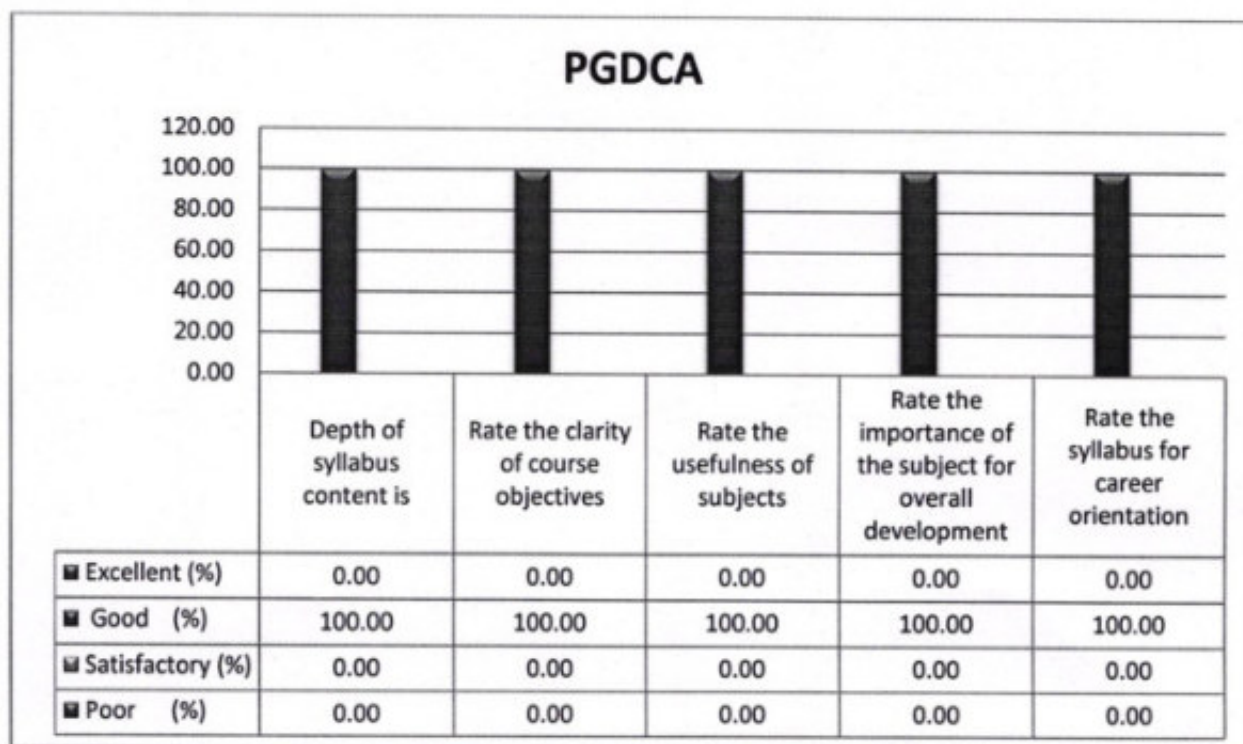 PGDCA
120.00
100.00
80.00
60.00
40.00
20.00
0.00
Depth of
syllabus
content is
Rate the clarity
of course
objectives
Rate the
usefulness of
subjects
Rate the
importance of
the subject for
overall
development
Rate the
syllabus for
career
orientation
Excellent (%) 0.00 0.00 0.00 0.00 0.00
Good (%) 100.00 100.00 100.00 100.00 100.00
Satisfactory (%) 0.00 0.00 0.00 0.00 0.00
Poor (%) 0.00 0.00 0.00 0.00 0.00